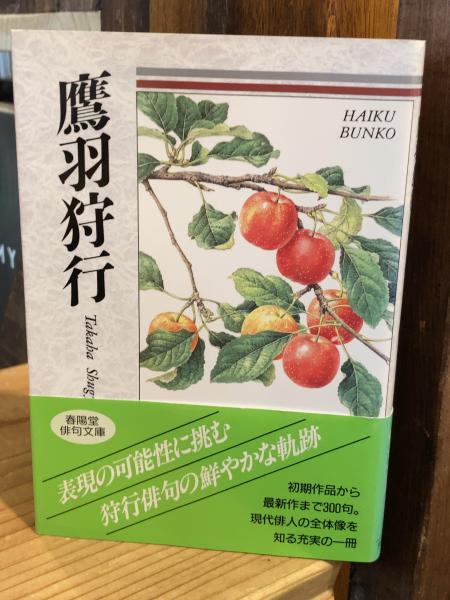 鷹羽狩行
Takaha Shug
HAIKU
BUNKO
春陽堂
俳句文庫
表現の可能性に挑む
狩行俳句の鮮やかな軌跡
初期作品から
最新作まで300句。
現代俳人の全体像を
知る充実の一冊